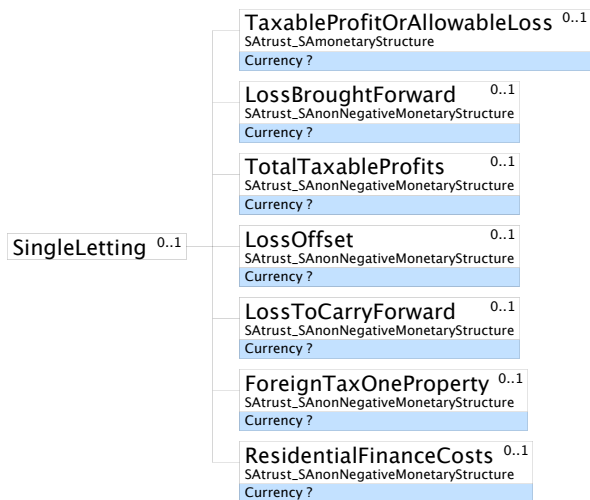 TaxableProfitOrAllowableLoss 0..1
SAtrust_SAmonetaryStructure
Currency ?
LossBroughtForward 0..1
SAtrust_SAnonNegativeMonetaryStructure
Currency ?
TotalTaxableProfits 0..1
SAtrust_SAnonNegativeMonetaryStructure
Currency ?
SingleLetting 0..1
LossOffset 0..1
SAtrust_SAnonNegativeMonetaryStructure
Currency ?
LossToCarryForward 0..1
SAtrust_SAnonNegativeMonetaryStructure
Currency ?
ForeignTaxOneProperty 0..1
SAtrust_SAnonNegativeMonetaryStructure
Currency ?
ResidentialFinanceCosts 0..1
SAtrust_SAnonNegativeMonetaryStructure
Currency ?